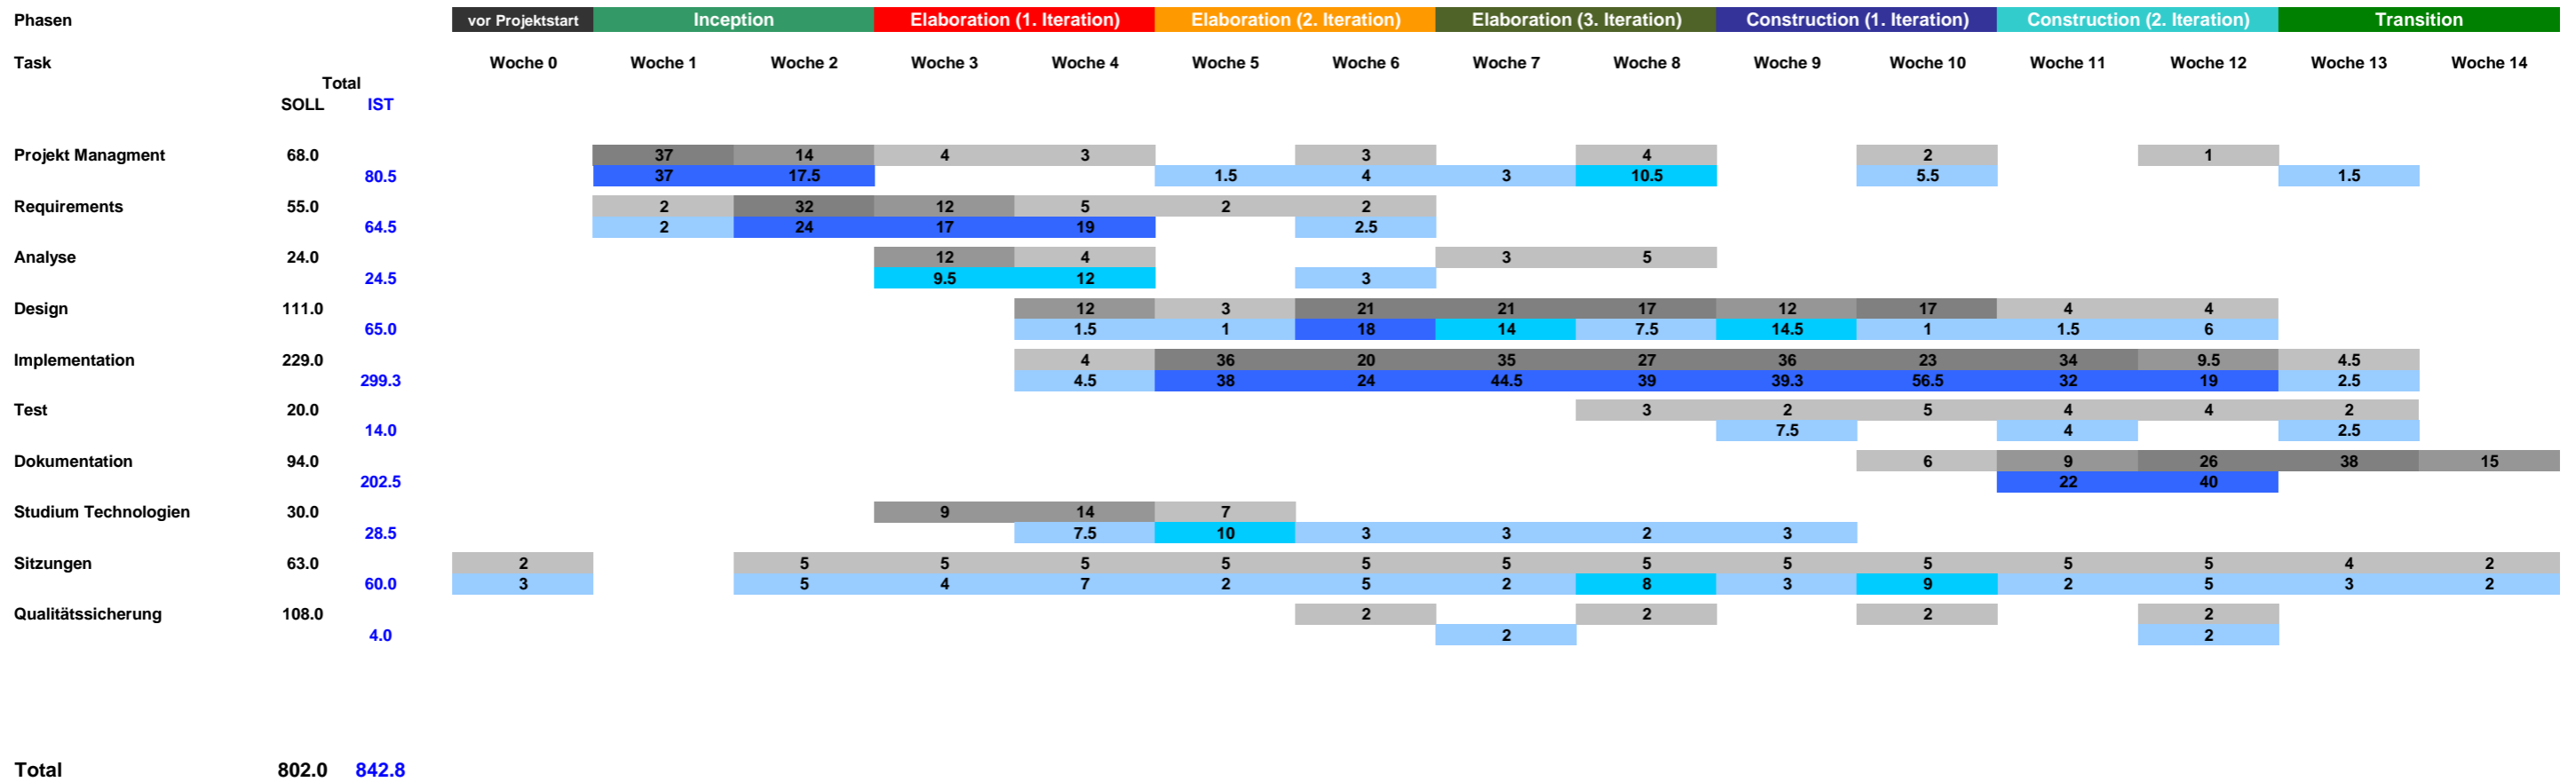 Phasen vor Projektstart Inception Elaboration (1. Iteration) Elaboration (2. Iteration) Elaboration (3. Iteration) Construction (1. Iteration) Construction (2. Iteration) Transition
Task Woche 0 Woche 1 Woche 2 Woche 3 Woche 4 Woche 5 Woche 6 Woche 7 Woche 8 Woche 9 Woche 10 Woche 11 Woche 12 Woche 13 Woche 14
Total
SOLL IST
Projekt Managment 68.0 37 14 4 3 3 4 2 1
80.5 37 17.5 1.5 4 3 10.5 5.5 1.5
Requirements 55.0 2 32 12 5 2 2
64.5 2 24 17 19 2.5
Analyse 24.0 12 4 3 5
24.5 9.5 12 3
Design 111.0 12 3 21 21 17 12 17 4 4
65.0 1.5 1 18 14 7.5 14.5 1 1.5 6
Implementation 229.0 4 36 20 35 27 36 23 34 9.5 4.5
299.3 4.5 38 24 44.5 39 39.3 56.5 32 19 2.5
Test 20.0 3 2 5 4 4 2
14.0 7.5 4 2.5
Dokumentation 94.0 6 9 26 38 15
202.5 22 40
Studium Technologien 30.0 9 14 7
28.5 7.5 10 3 3 2 3
Sitzungen 63.0 2 5 5 5 5 5 5 5 5 5 5 5 4 2
60.0 3 5 4 7 2 5 2 8 3 9 2 5 3 2
Qualitätssicherung 108.0 2 2 2 2
4.0 2 2
Total 802.0 842.8